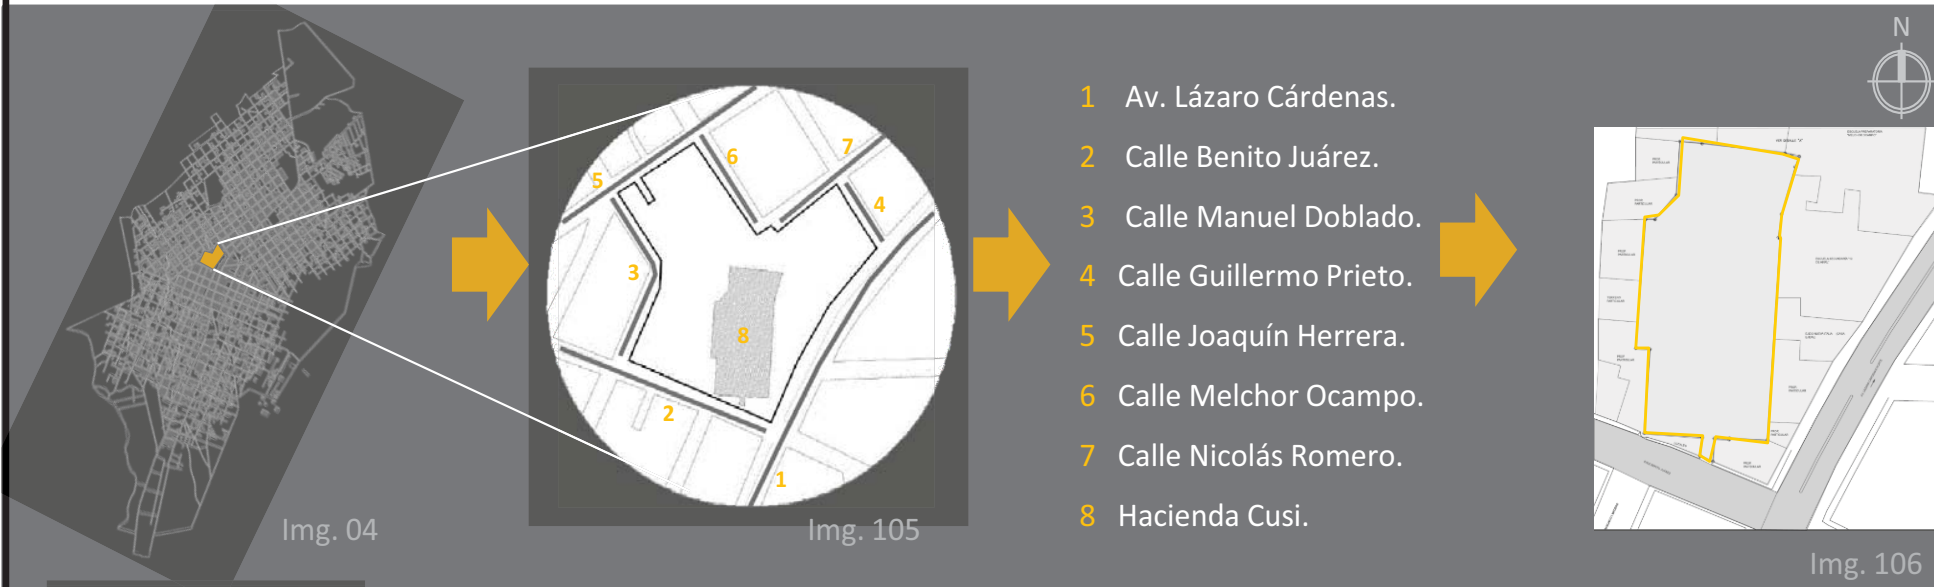 N
1 Av. Lázaro Cárdenas.
2 Calle Benito Juárez.
3 Calle Manuel Doblado.
4 Calle Guillermo Prieto.
5 Calle Joaquín Herrera.
6 Calle Melchor Ocampo.
7 Calle Nicolás Romero.
8 Hacienda Cusi.
6
7
5
4
3
8
2
1
Img. 04
Img. 105
Img. 106